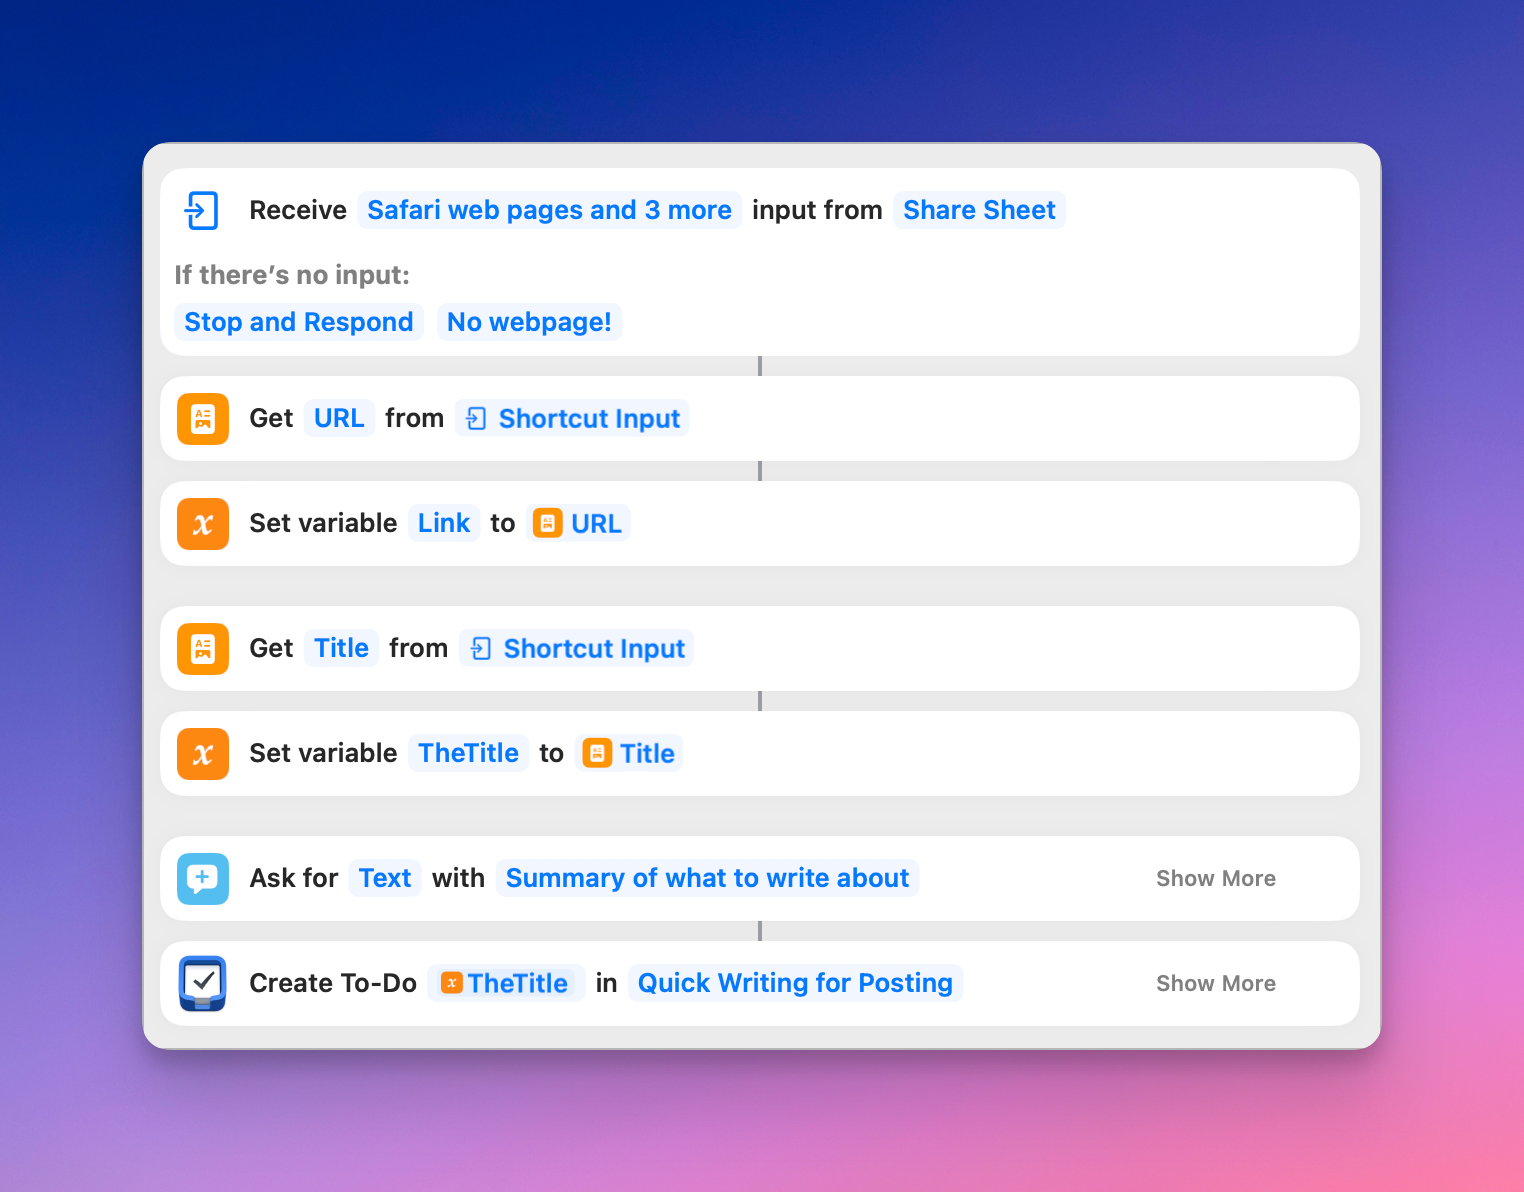 Receive Safari web pages and 3 more input from Share Sheet
If there’s no input:
Stop and Respond No webpage!
Get URL from Shortcut Input
Set variable Link to URL
Get Title from Shortcut Input
Set variable TheTitle to Title
Ask for Text with Summary of what to write about Show More
Create To-Do TheTitle in Quick Writing for Posting Show More